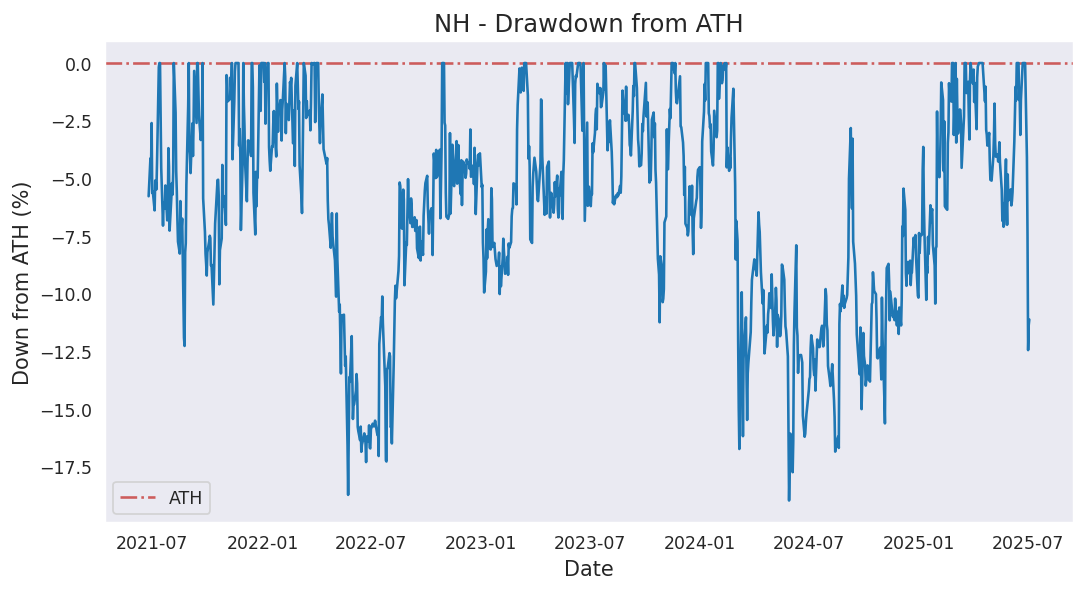 NH - Drawdown from ATH
Down from ATH (%)
0.0
−2.5
−5.0
−7.5
−10.0
−12.5
−15.0
−17.5
ATH
2021-07 2022-01 2022-07 2023-01 2023-07 2024-01 2024-07 2025-01 2025-07
Date